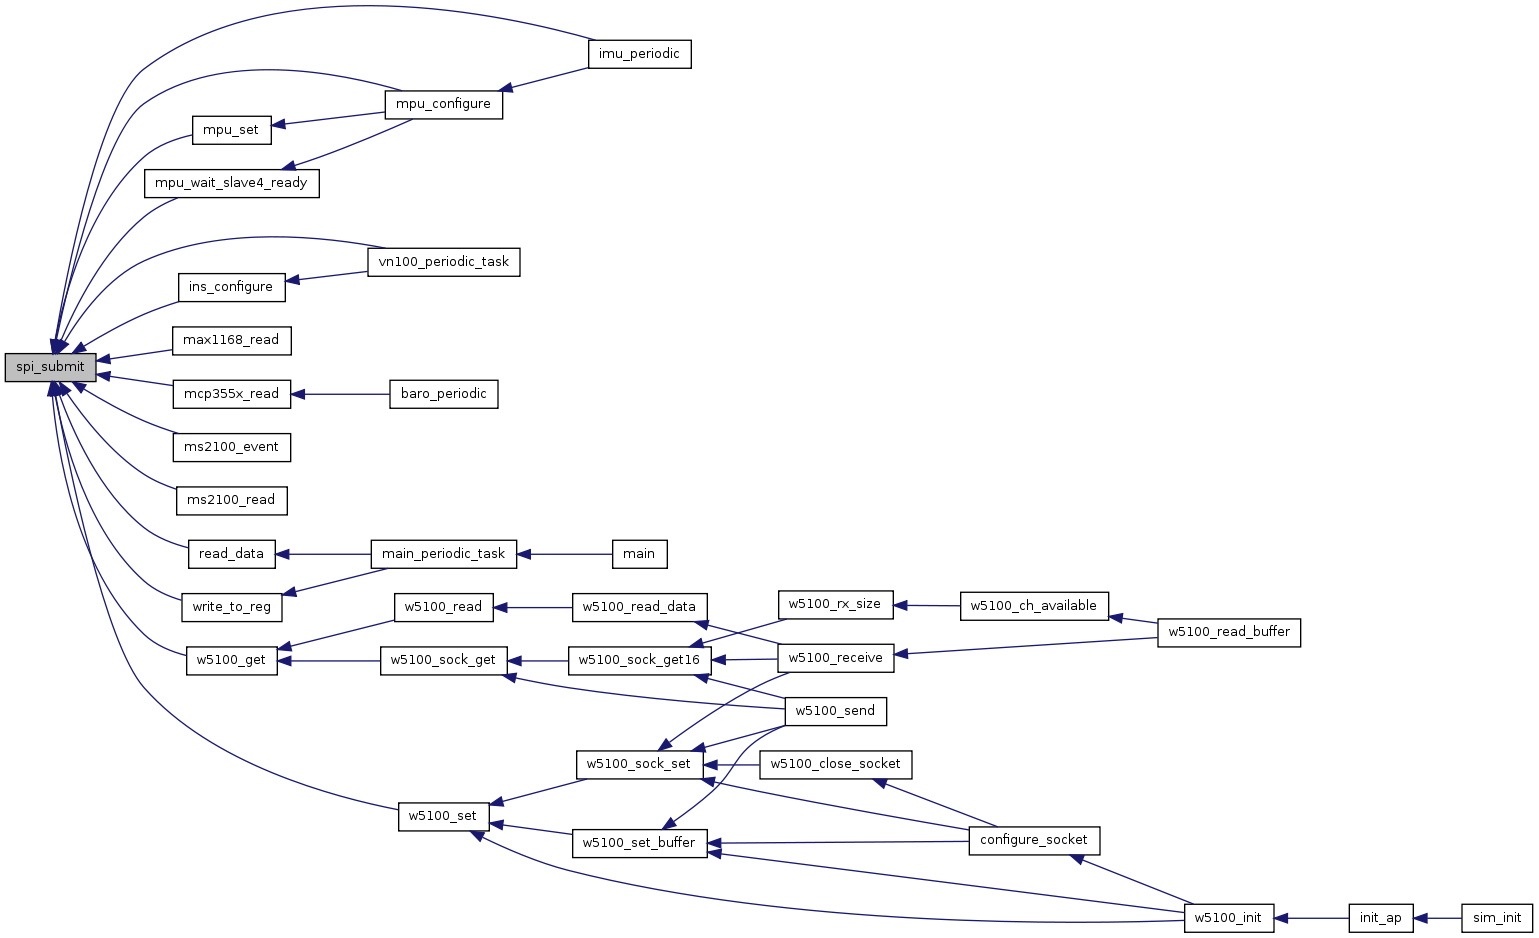 imu_periodic
mpu_configure
mpu_set
mpu_wait_slave4_ready
vn100_periodic_task
ins_configure
max1168_read
spi_submit
mcp355x_read
baro_periodic
ms2100_event
ms2100_read
read_data
main_periodic_task
main
write_to_reg
w5100_read
w5100_read_data
w5100_rx_size
w5100_ch_available
w5100_read_buffer
w5100_get
w5100_sock_get
w5100_sock_get16
w5100_receive
w5100_send
w5100_sock_set
w5100_close_socket
w5100_set
w5100_set_buffer
configure_socket
w5100_init
init_ap
sim_init